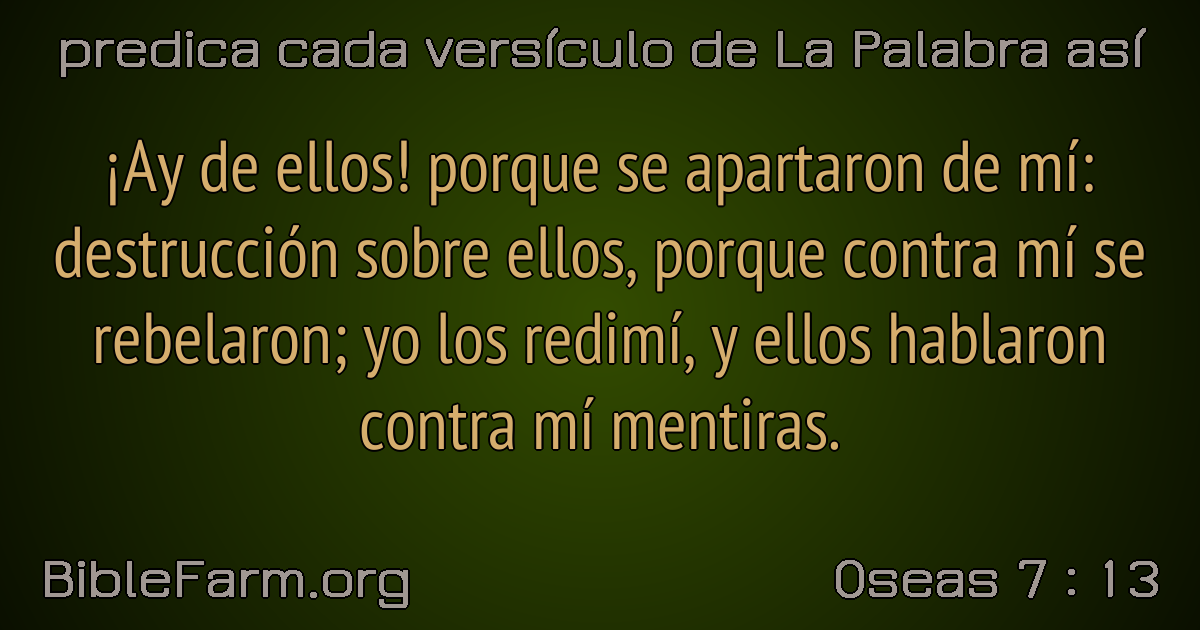 predica cada versículo de La Palabra así
¡Ay de ellos! porque se apartaron de mí:
destrucción sobre ellos, porque contra mí se
rebelaron; yo los redimí, y ellos hablaron
contra mí mentiras.
BibleFarm.org
Oseas 7 : 13